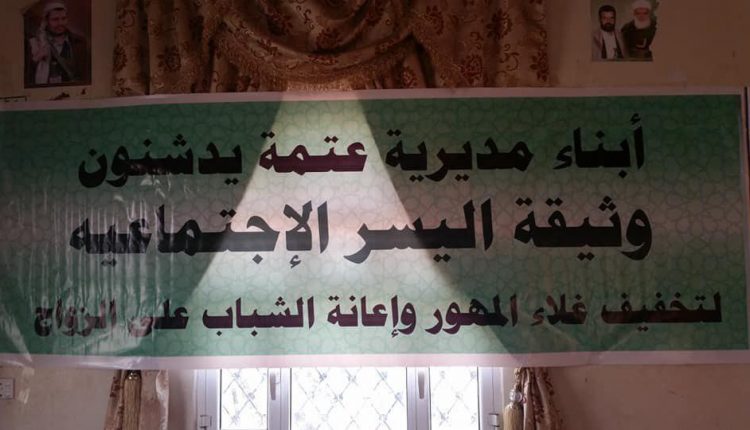 أبناء مديرية عتمة يدشنون
وثيقة اليسر الإجتماعيه
لتخفيف غلاء المهور وإعانة الشباب على الزواج